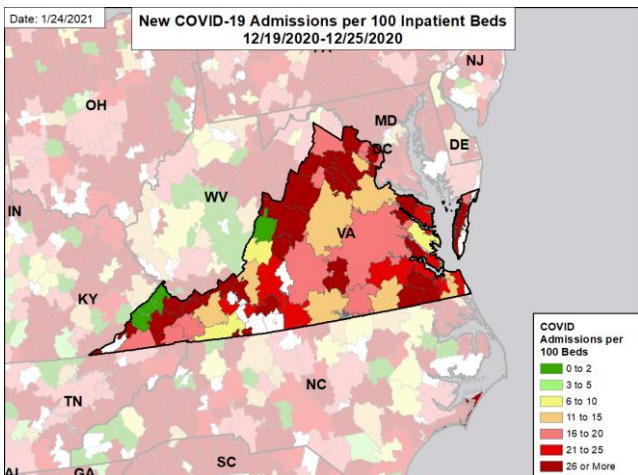 Date: 1/24/2021
New COVID-19 Admissions per 100 Inpatient Beds
12/19/2020-12/25/2020
PA
NJ
OH
MD
DC
DE
WV
IN
VA
KY
NC
TN
SC
AL
GA
COVID
Admissions per
100 Beds
0 to 2
3 to 5
6 to 10
11 to 15
16 to 20
21 to 25
26 or More